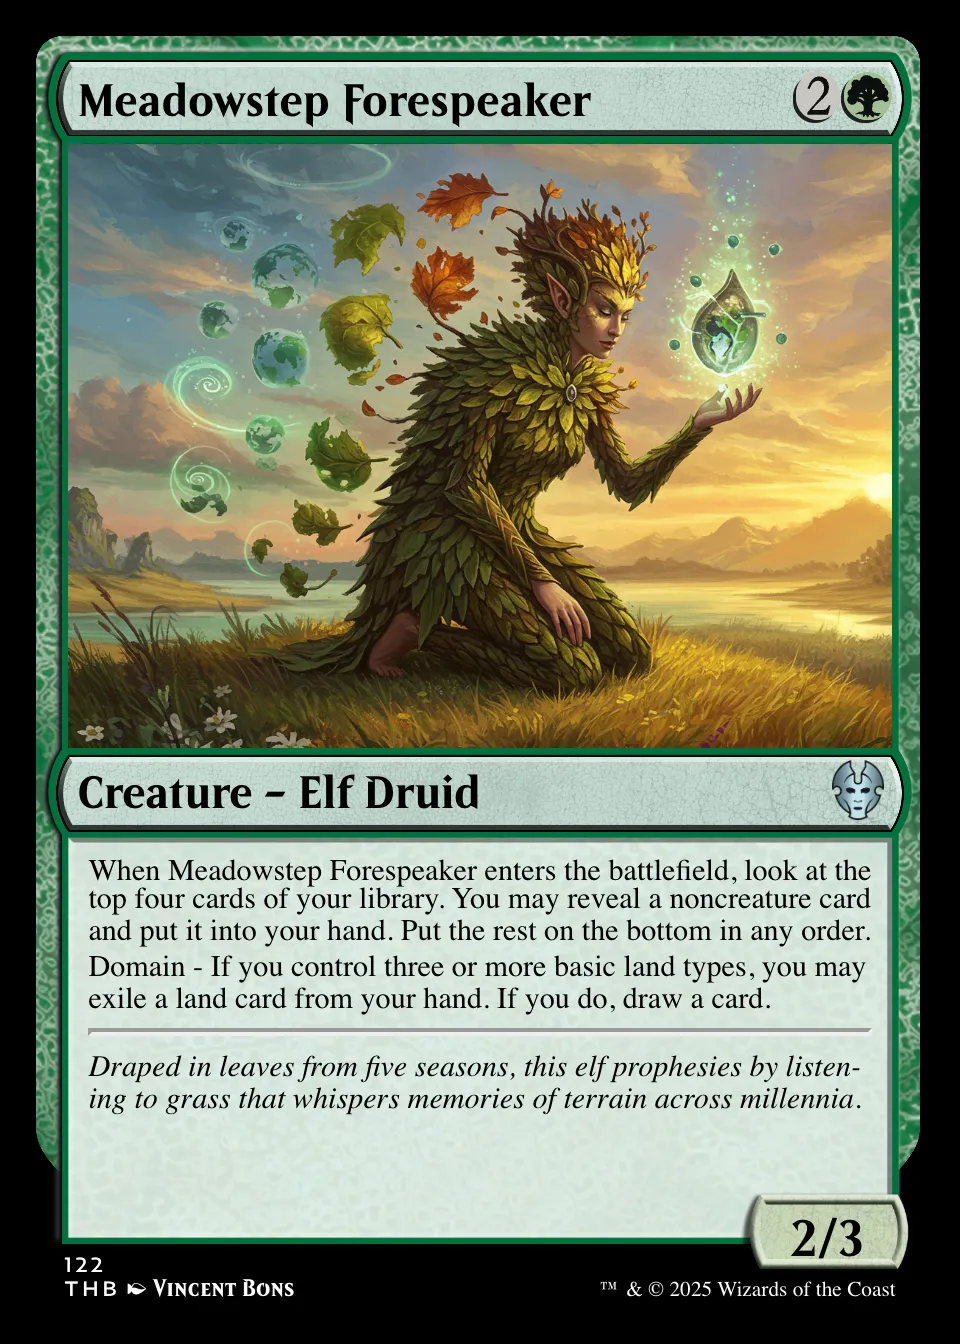 Meadowstep Forespeaker 2
Creature – Elf Druid
When Meadowstep Forespeaker enters the battlefield, look at the
top four cards of your library. You may reveal a noncreature card
and put it into your hand. Put the rest on the bottom in any order.
Domain - If you control three or more basic land types, you may
exile a land card from your hand. If you do, draw a card.
Draped in leaves from five seasons, this elf prophesies by listen-
ing to grass that whispers memories of terrain across millennia.
2/3
122
THB VINCENT BONS
™ & © 2025 Wizards of the Coast